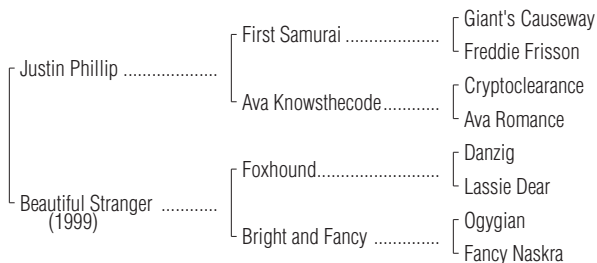 Giant's Causeway
First Samurai ....................
Freddie Frisson
Justin Phillip ....................
Cryptoclearance
Ava Knowsthecode............
Ava Romance
Danzig
Foxhound..........................
Lassie Dear
Beautiful Stranger ............
(1999)
Ogygian
Bright and Fancy ..............
Fancy Naskra